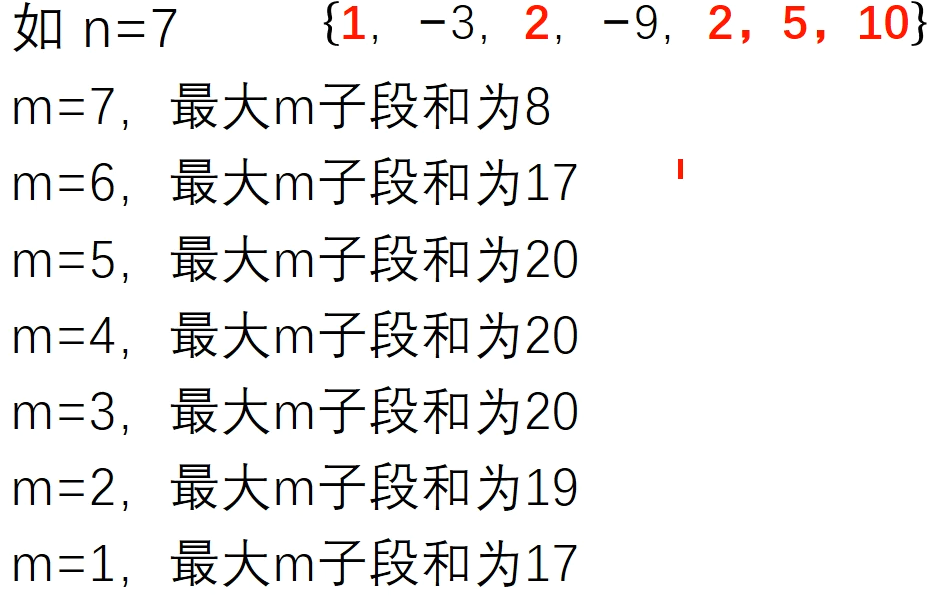 如 n=7 {1, -3, 2, -9, 2, 5, 10}
m=7, 最大m子段和为8
m=6, 最大m子段和为17
m=5, 最大m子段和为20
m=4, 最大m子段和为20
m=3, 最大m子段和为20
m=2, 最大m子段和为19
m=1, 最大m子段和为17